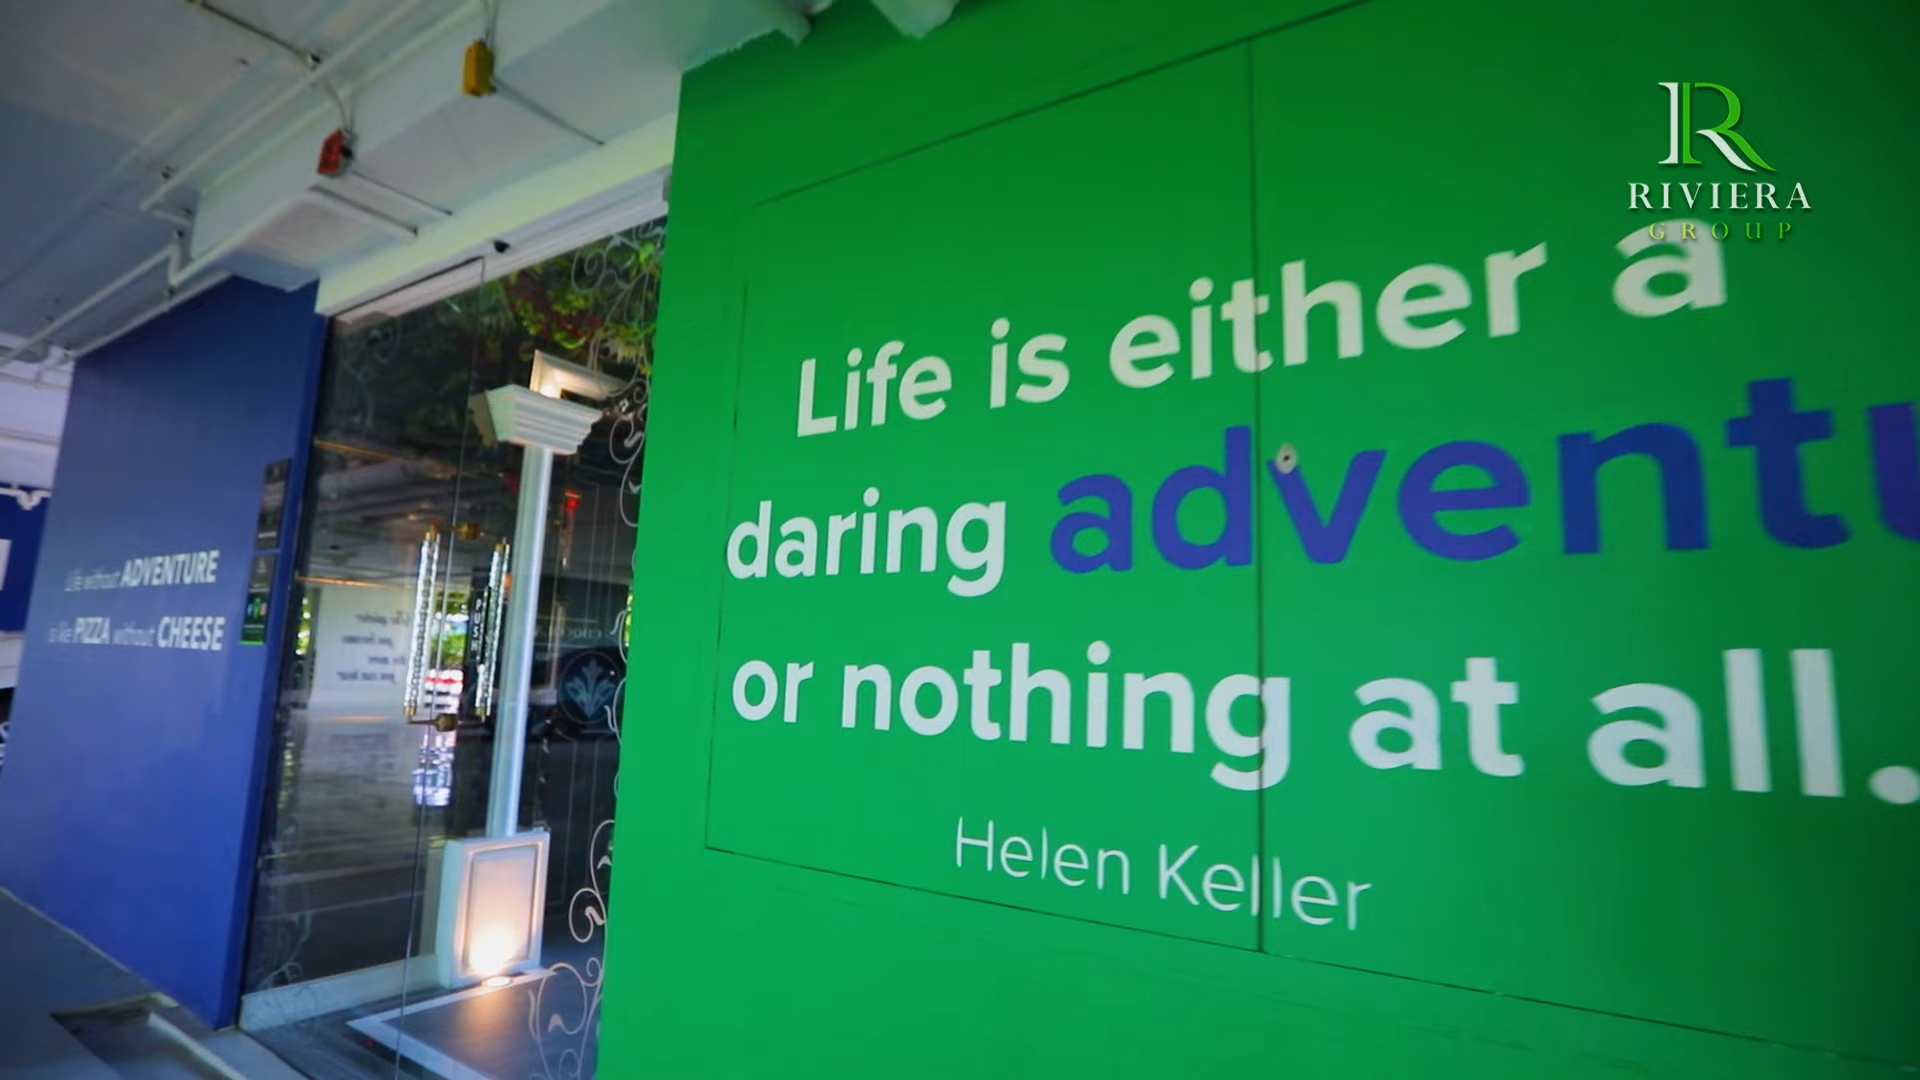 RIVIERA
GROUP
Life is either a
daring adventu
or nothing at all.
Helen Keller
Life without ADVENTURE
is like PIZZA without CHEESE
PUSH